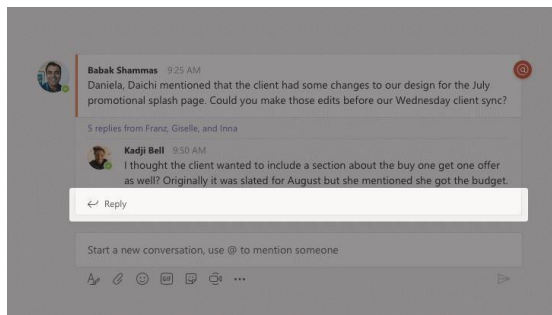 Babak Shammas 9:25 AM
Daniela, Daichi mentioned that the client had some changes to our design for the July
promotional splash page. Could you make those edits before our Wednesday client sync?
5 replies from Franz, Giselle, and Inna
Kadji Bell 9:50 AM
I thought the client wanted to include a section about the buy one get one offer
as well? Originally it was slated for August but she mentioned she got the budget.
Reply
Start a new conversation, use @ to mention someone
GIF